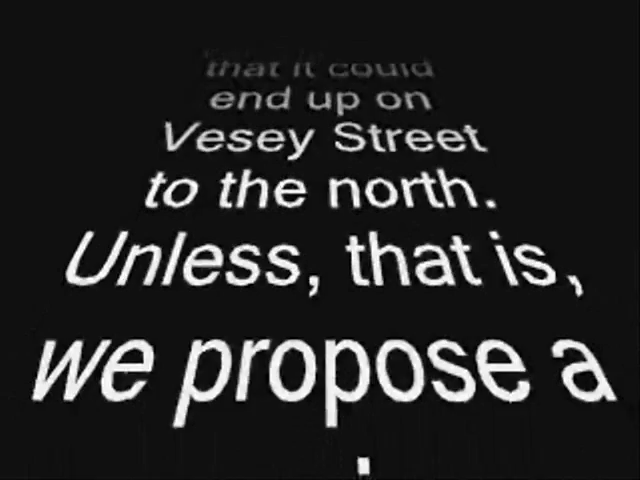 that it could
end up on
Vesey Street
to the north.
Unless, that is,
we propose a